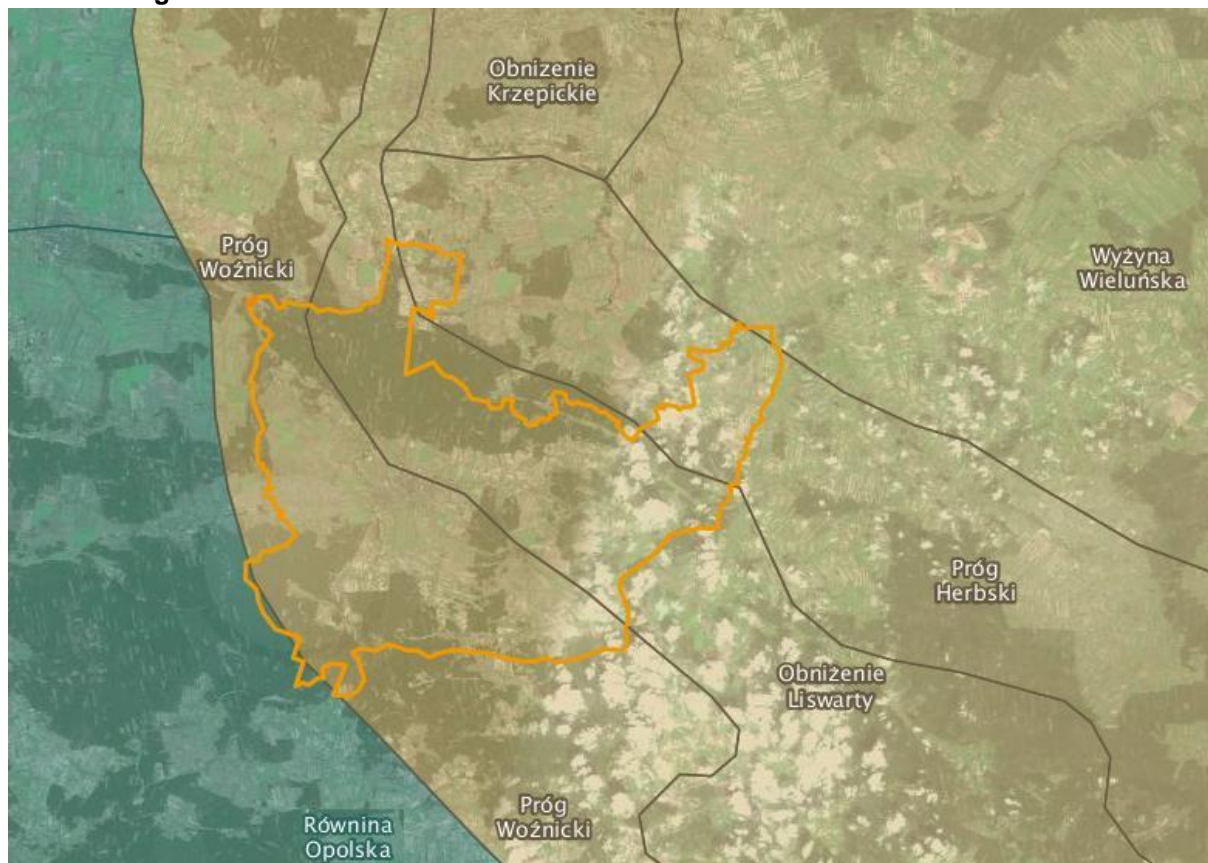 Obnizenie
Krzepickie
Próg
Woźnicki
Wyżyna
Wieluńska
Próg
Herbski
Obniżenie
Liswarty
Próg
Woźnicki
Równina
Opolska